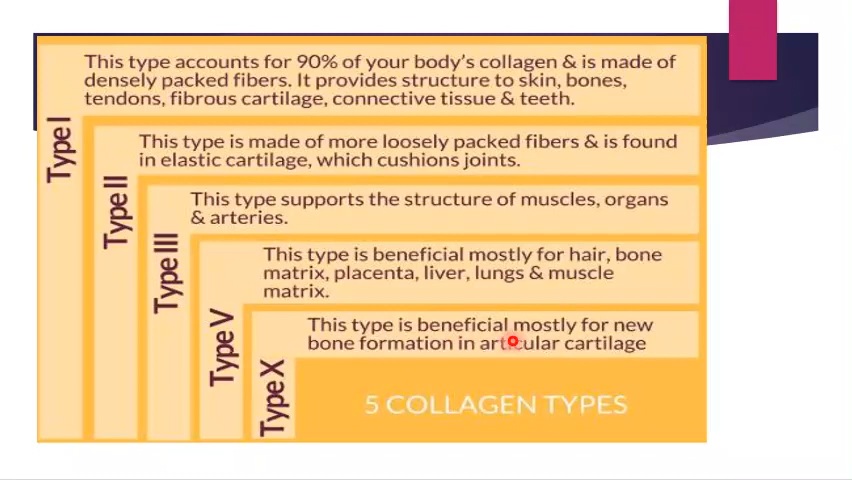 This type accounts for 90% of your body's collagen & is made of
densely packed fibers. It provides structure to skin, bones,
tendons, fibrous cartilage, connective tissue & teeth.
Type I
This type is made of more loosely packed fibers & is found
in elastic cartilage, which cushions joints.
Type II
This type supports the structure of muscles, organs
& arteries.
Type III
This type is beneficial mostly for hair, bone
matrix, placenta, liver, lungs & muscle
matrix.
Type V
This type is beneficial mostly for new
bone formation in articular cartilage
Type X
5 COLLAGEN TYPES